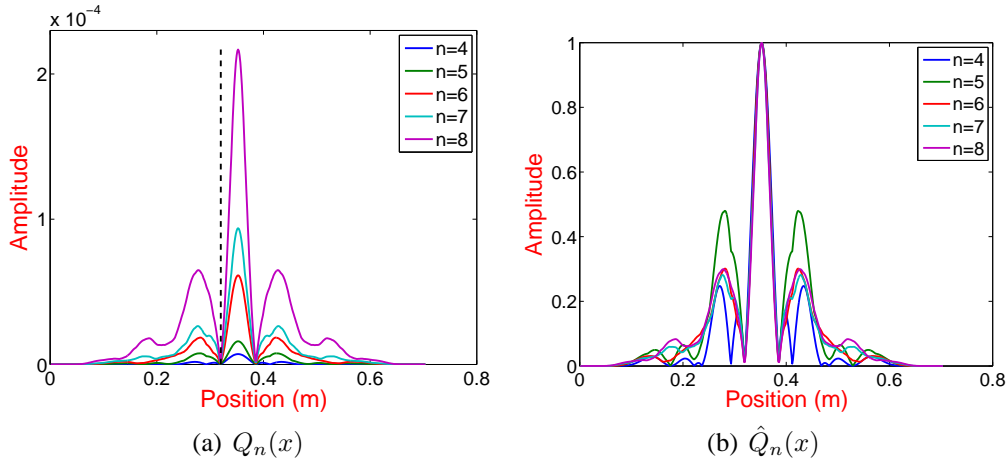 x 10⁻⁴
2
1
0
0
0.2
0.4
0.6
0.8
Amplitude
Position (m)
n=4
n=5
n=6
n=7
n=8
(a) Qₙ(x)
1
0.8
0.6
0.4
0.2
0
0
0.2
0.4
0.6
0.8
Amplitude
Position (m)
n=4
n=5
n=6
n=7
n=8
(b) Q̂ₙ(x)